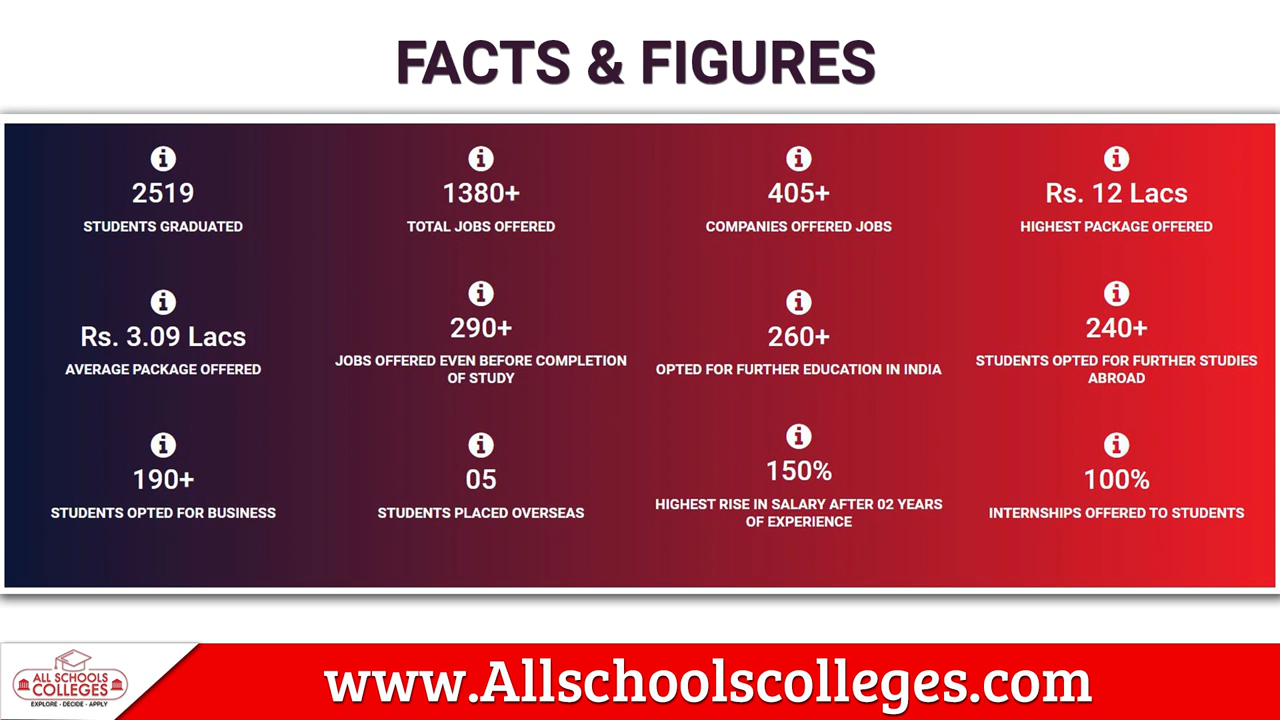 FACTS & FIGURES
2519
STUDENTS GRADUATED
1380+
TOTAL JOBS OFFERED
405+
COMPANIES OFFERED JOBS
Rs. 12 Lacs
HIGHEST PACKAGE OFFERED
Rs. 3.09 Lacs
AVERAGE PACKAGE OFFERED
290+
JOBS OFFERED EVEN BEFORE COMPLETION
OF STUDY
260+
OPTED FOR FURTHER EDUCATION IN INDIA
240+
STUDENTS OPTED FOR FURTHER STUDIES
ABROAD
190+
STUDENTS OPTED FOR BUSINESS
05
STUDENTS PLACED OVERSEAS
150%
HIGHEST RISE IN SALARY AFTER 02 YEARS
OF EXPERIENCE
100%
INTERNSHIPS OFFERED TO STUDENTS
ALL SCHOOLS
COLLEGES
EXPLORE - DECIDE - APPLY
www.Allschoolscolleges.com